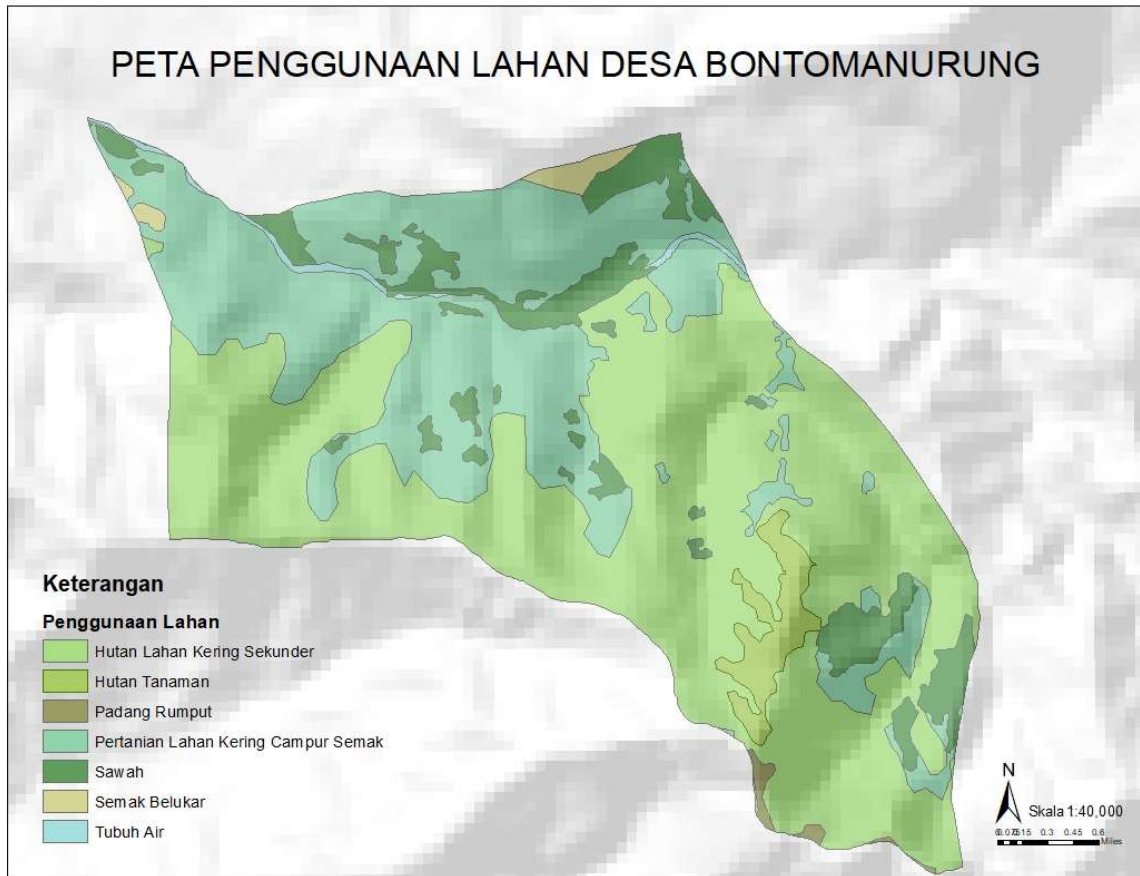 PETA PENGGUNAAN LAHAN DESA BONTOMANURUNG
Keterangan
Penggunaan Lahan
Hutan Lahan Kering Sekunder
Hutan Tanaman
Padang Rumput
Pertanian Lahan Kering Campur Semak
Sawah
Semak Belukar
Tubuh Air
N
Skala 1:40,000
0.3 0.45 0.6
Miles